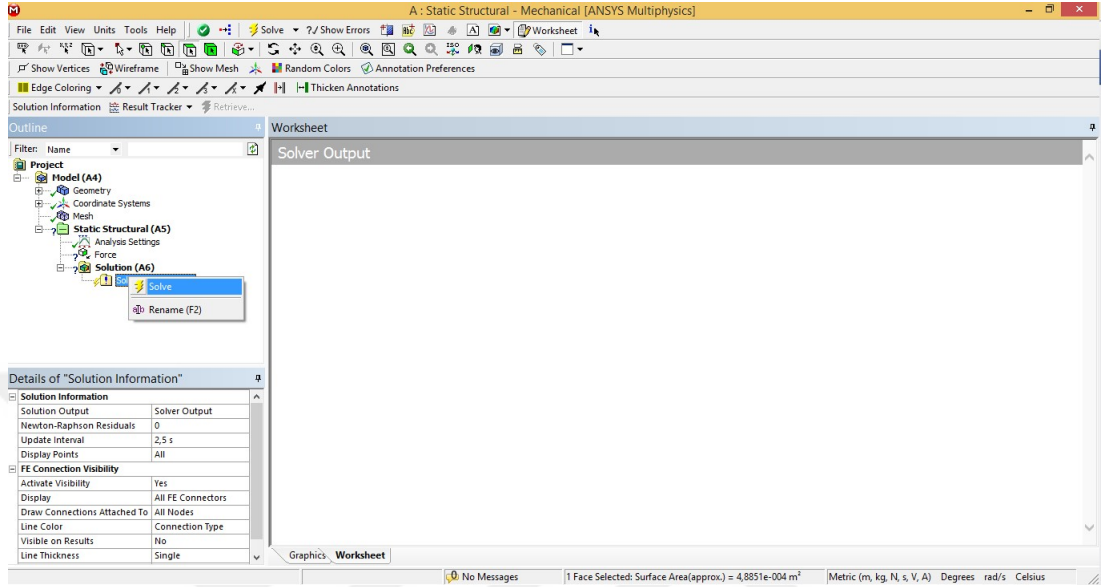 A : Static Structural - Mechanical [ANSYS Multiphysics]
File Edit View Units Tools Help Solve ?/ Show Errors Worksheet
Show Vertices Wireframe Show Mesh Random Colors Annotation Preferences
Edge Coloring Thicken Annotations
Solution Information Result Tracker Retrieve...
Outline
Filter: Name
Project
Model (A4)
Geometry
Coordinate Systems
Mesh
Static Structural (A5)
Analysis Settings
Force
Solution (A6)
Solve
Rename (F2)
Details of "Solution Information"
Solution Information
Solution Output Solver Output
Newton-Raphson Residuals 0
Update Interval 2,5 s
Display Points All
FE Connection Visibility
Activate Visibility Yes
Display All FE Connectors
Draw Connections Attached To All Nodes
Line Color Connection Type
Visible on Results No
Line Thickness Single
Worksheet
Solver Output
Graphics Worksheet
No Messages 1 Face Selected: Surface Area(approx.) = 4,8851e-004 m² Metric (m, kg, N, s, V, A) Degrees rad/s Celsius